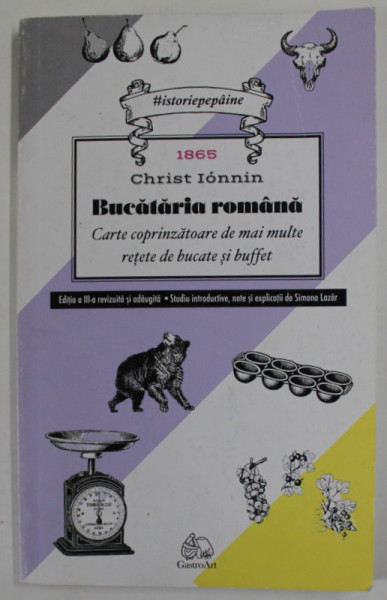 #istoriepepâine
1865
Christ Iónnin
Bucătăria română
Carte coprinzătoare de mai multe
rețete de bucate și buffet
Ediția a III-a revizuită și adăugită • Studiu introductiv, note și explicații de Simona Lazăr
GastroArt